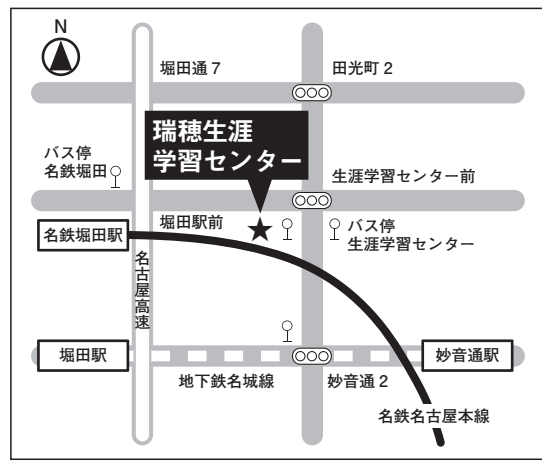 N
堀田通7
田光町2
瑞穂生涯
学習センター
バス停
名鉄堀田
生涯学習センター前
堀田駅前
バス停
生涯学習センター
名鉄堀田駅
名古屋高速
堀田駅
妙音通駅
地下鉄名城線
妙音通2
名鉄名古屋本線